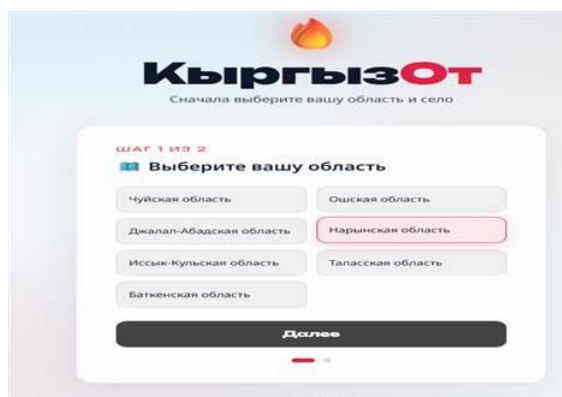 КыргызОт
Сначала выберите вашу область и село
ШАГ 1 ИЗ 2
Выберите вашу область
Чуйская область
Ошская область
Джалал-Абадская область
Нарынская область
Иссык-Кульская область
Таласская область
Баткенская область
Далее